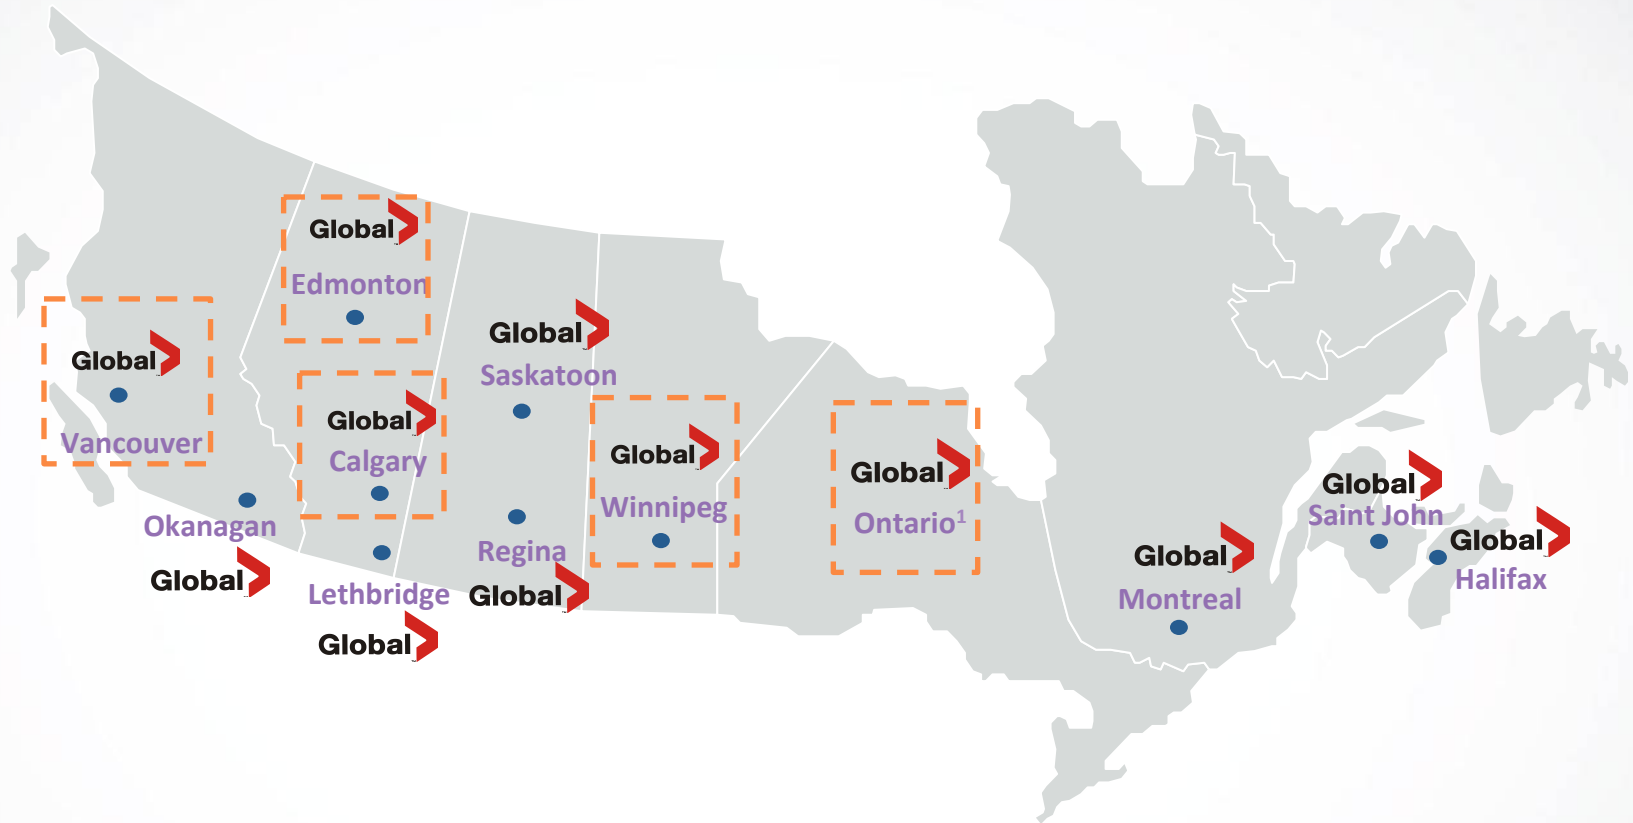 Global
Edmonton
Global
Vancouver
Global
Saskatoon
Global
Calgary
Global
Winnipeg
Global
Ontario¹
Okanagan
Global
Lethbridge
Global
Regina
Global
Global
Montreal
Global
Saint John
Global
Halifax